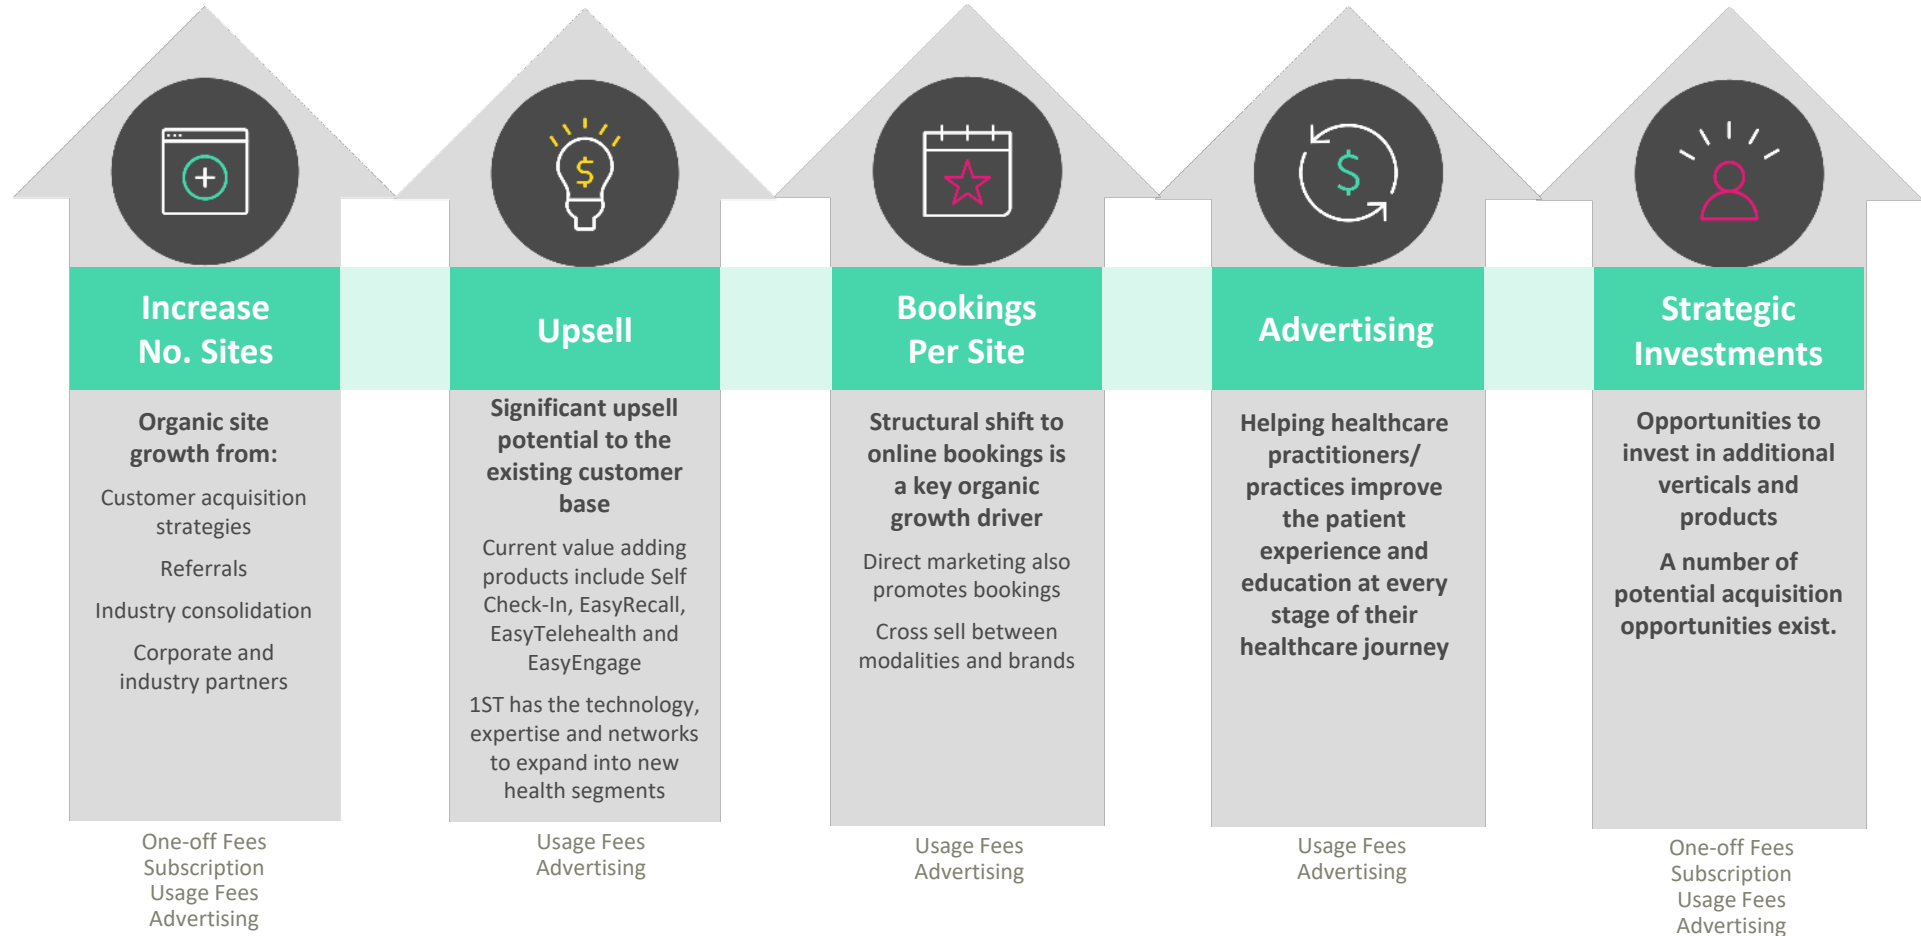 Increase
No. Sites
Organic site
growth from:
Customer acquisition
strategies
Referrals
Industry consolidation
Corporate and
industry partners
One-off Fees
Subscription
Usage Fees
Advertising
Upsell
Significant upsell
potential to the
existing customer
base
Current value adding
products include Self
Check-In, EasyRecall,
EasyTelehealth and
EasyEngage
1ST has the technology,
expertise and networks
to expand into new
health segments
Usage Fees
Advertising
Bookings
Per Site
Structural shift to
online bookings is
a key organic
growth driver
Direct marketing also
promotes bookings
Cross sell between
modalities and brands
Usage Fees
Advertising
Advertising
Helping healthcare
practitioners/
practices improve
the patient
experience and
education at every
stage of their
healthcare journey
Usage Fees
Advertising
Strategic
Investments
Opportunities to
invest in additional
verticals and
products
A number of
potential acquisition
opportunities exist.
One-off Fees
Subscription
Usage Fees
Advertising